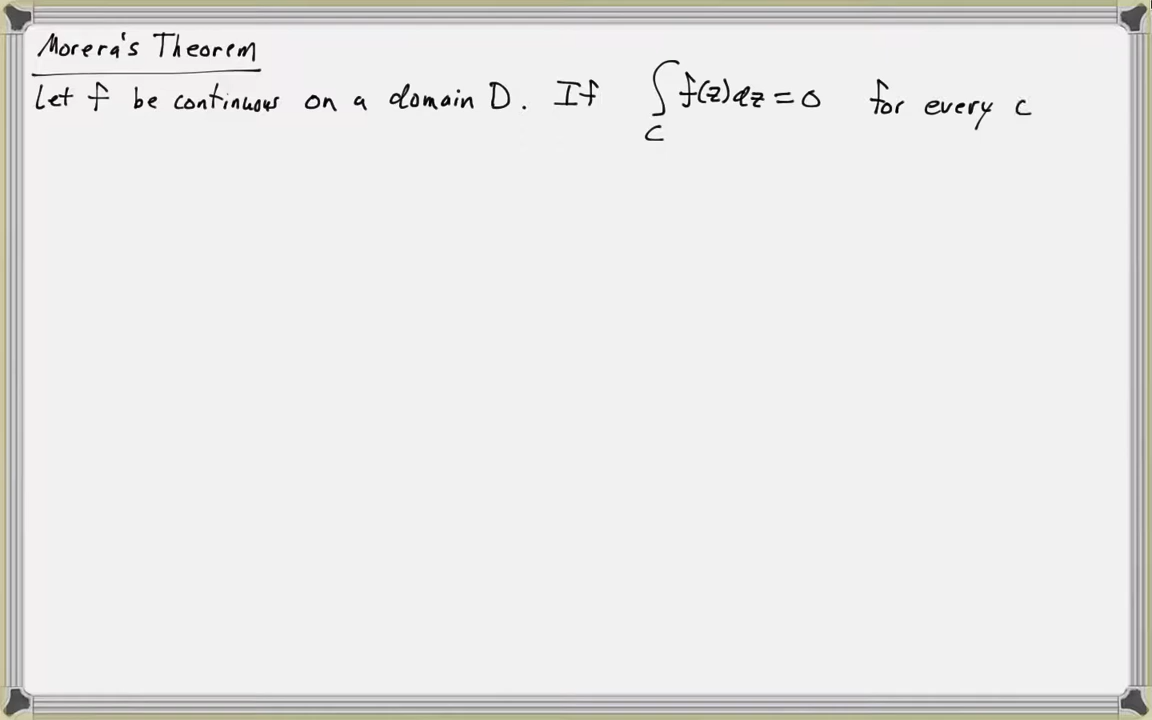 Morera's Theorem
Let f be continuous on a domain D. If ∫_C f(z)dz = 0 for every c